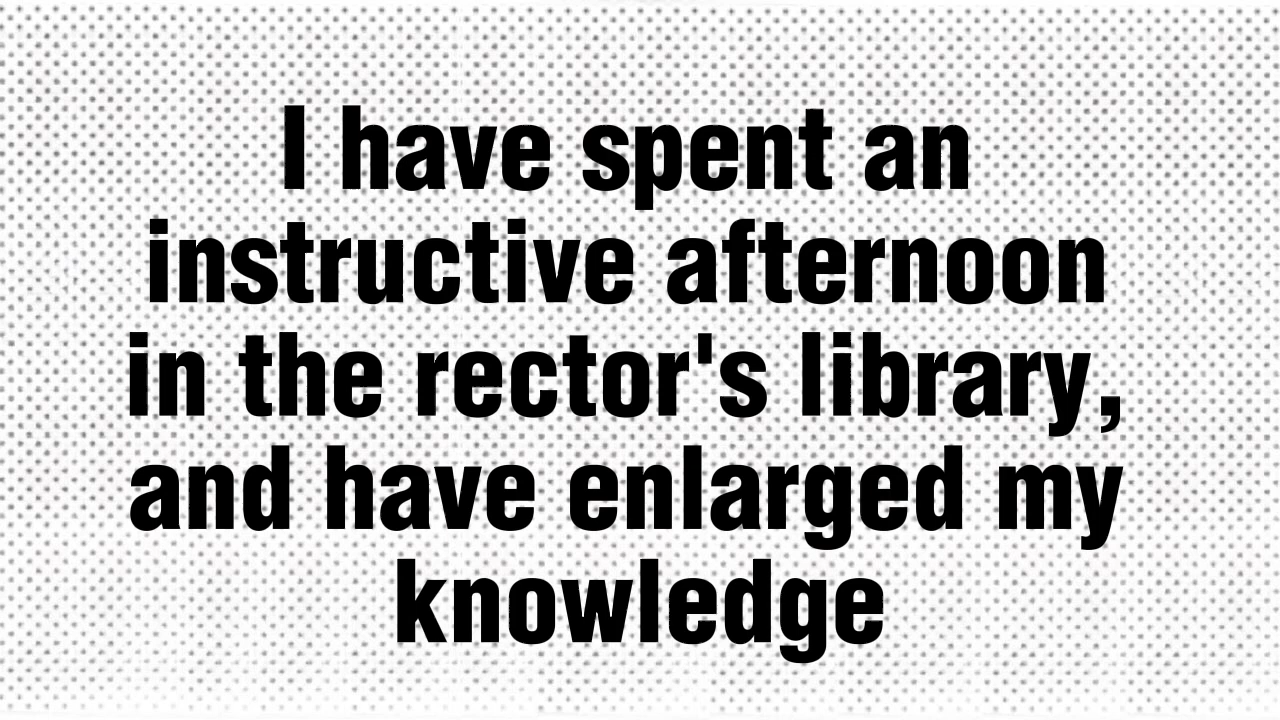 I have spent an
instructive afternoon
in the rector's library,
and have enlarged my
knowledge